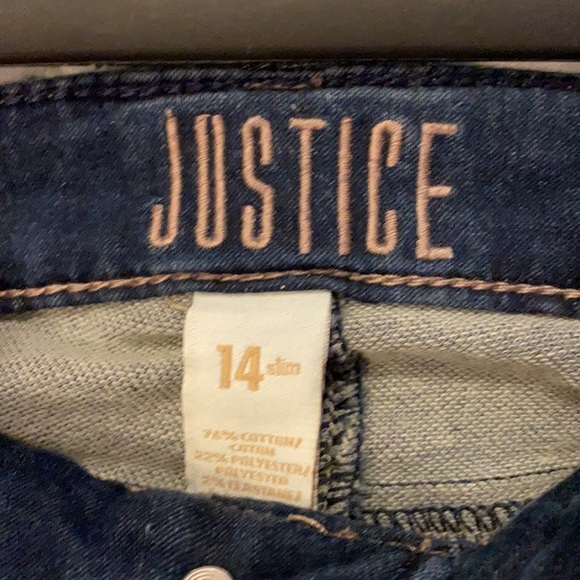 JUSTICE
14 slim
76% COTTON/
COTON
22% POLYESTER/
POLYESTER
2% ELASTANE/